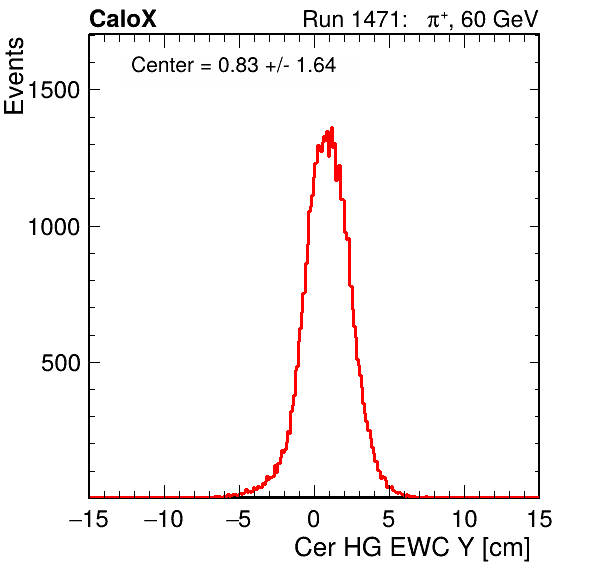 CaloX Run 1471: π⁺, 60 GeV
Events
Center = 0.83 +/- 1.64
1500
1000
500
−15 −10 −5 0 5 10 15
Cer HG EWC Y [cm]